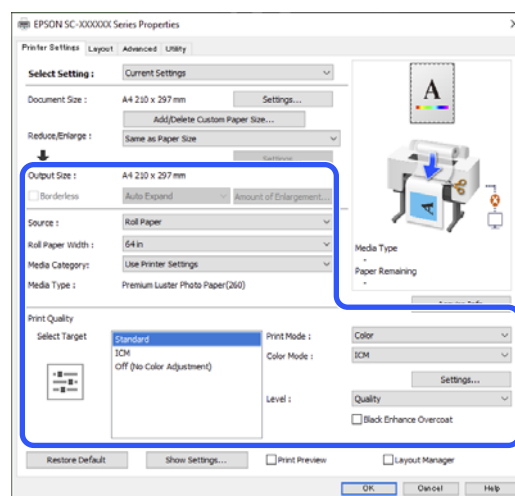 EPSON SC-XXXXXX Series Properties
Printer Settings Layout Advanced Utility
Select Setting : Current Settings
Document Size : A4 210 x 297 mm Settings...
Add/Delete Custom Paper Size...
Reduce/Enlarge : Same as Paper Size
Settings...
Output Size : A4 210 x 297 mm
Borderless Auto Expand Amount of Enlargement...
Source : Roll Paper
Roll Paper Width : 64 in
Media Category: Use Printer Settings
Media Type : Premium Luster Photo Paper(260)
A
Media Type
-
Paper Remaining
-
Print Quality
Select Target
Standard
ICM
Off (No Color Adjustment)
Print Mode : Color
Color Mode : ICM
Settings...
Level : Quality
Black Enhance Overcoat
Restore Default Show Settings... Print Preview Layout Manager
OK Cancel Help